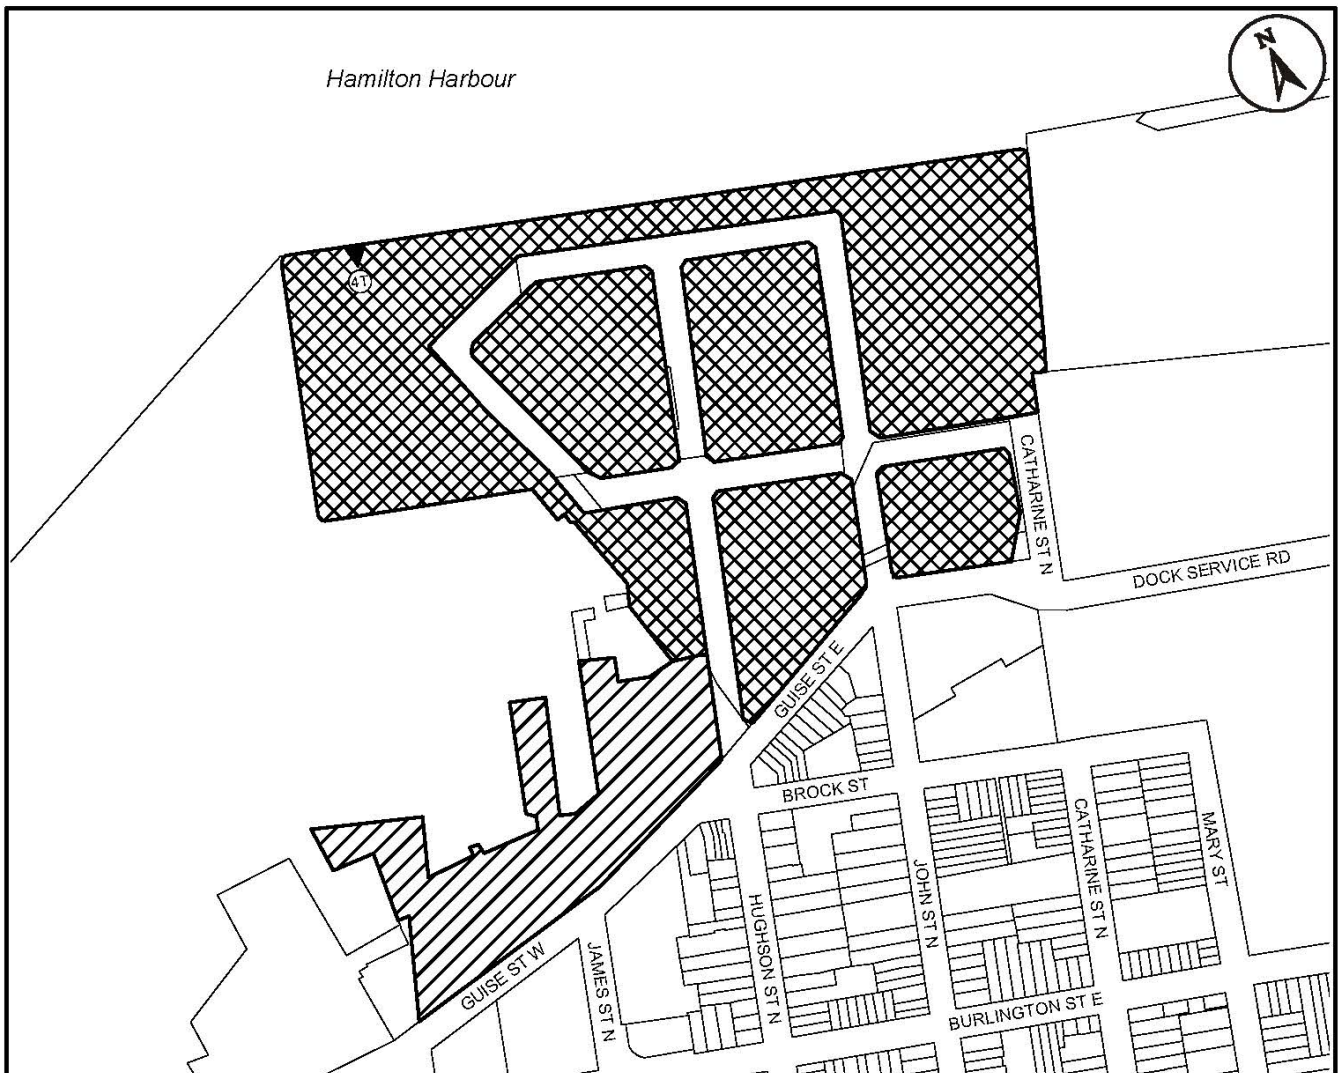 N
Hamilton Harbour
4T
CATHARINE ST N
DOCK SERVICE RD
GUISE ST E
BROCK ST
CATHARINE ST N
MARY ST
JOHN ST N
HUGHSON ST N
GUISE ST W
JAMES ST N
BURLINGTON ST E